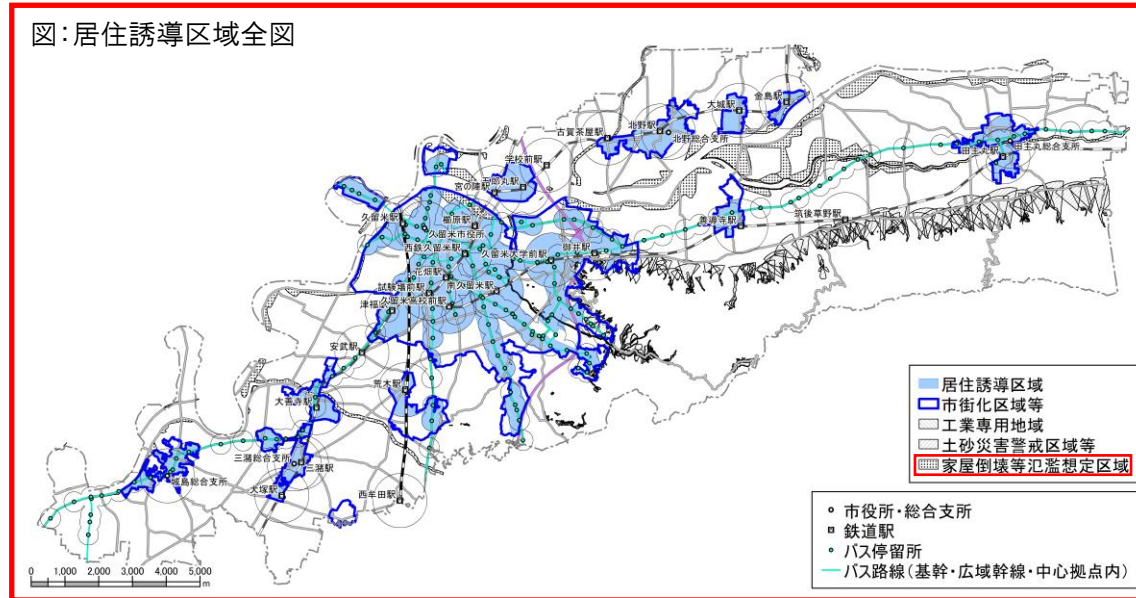 図：居住誘導区域全図
金島駅
大城駅
古賀茶屋駅
北野駅
北野総合支所
学校前駅
田主丸駅
田主丸総合支所
五郎丸駅
宮の陣駅
善導寺駅
筑後草野駅
久留米駅
櫛原駅
久留米市役所
西鉄久留米駅
久留米大学前駅
御井駅
花畑駅
試験場前駅
南久留米駅
久留米高校前駅
津福駅
安武駅
荒木駅
大善寺駅
三潴総合支所
三潴駅
城島総合支所
犬塚駅
西牟田駅
居住誘導区域
市街化区域等
工業専用地域
土砂災害警戒区域等
家屋倒壊等氾濫想定区域
市役所・総合支所
鉄道駅
バス停留所
バス路線（基幹・広域幹線・中心拠点内）
0 1,000 2,000 3,000 4,000 5,000
m